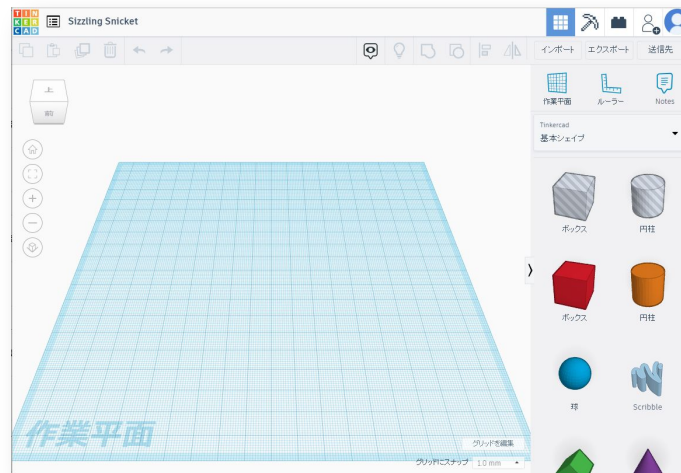 TIN
KER
CAD
Sizzling Snicket
インポート エクスポート 送信先
上
前
作業平面 ルーラー Notes
Tinkercad
基本シェイプ
ボックス 円柱
ボックス 円柱
球 Scribble
作業平面
グリッドを編集
グリッドにスナップ 1.0 mm